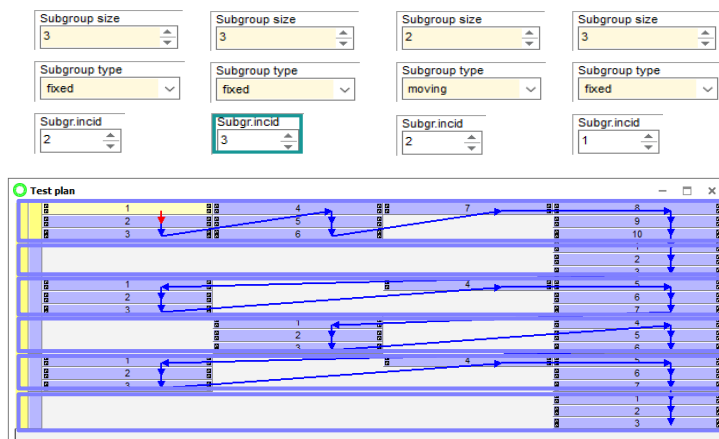 Subgroup size Subgroup size Subgroup size Subgroup size
3 3 2 3
Subgroup type Subgroup type Subgroup type Subgroup type
fixed fixed moving fixed
Subgr.incid Subgr.incid Subgr.incid Subgr.incid
2 3 2 1
Test plan
1 4 7 8
2 5 9
3 6 10
1
2
3
1 4 5
2 6
3 7
1 4
2 5
3 6
1 4 5
2 6
3 7
1
2
3